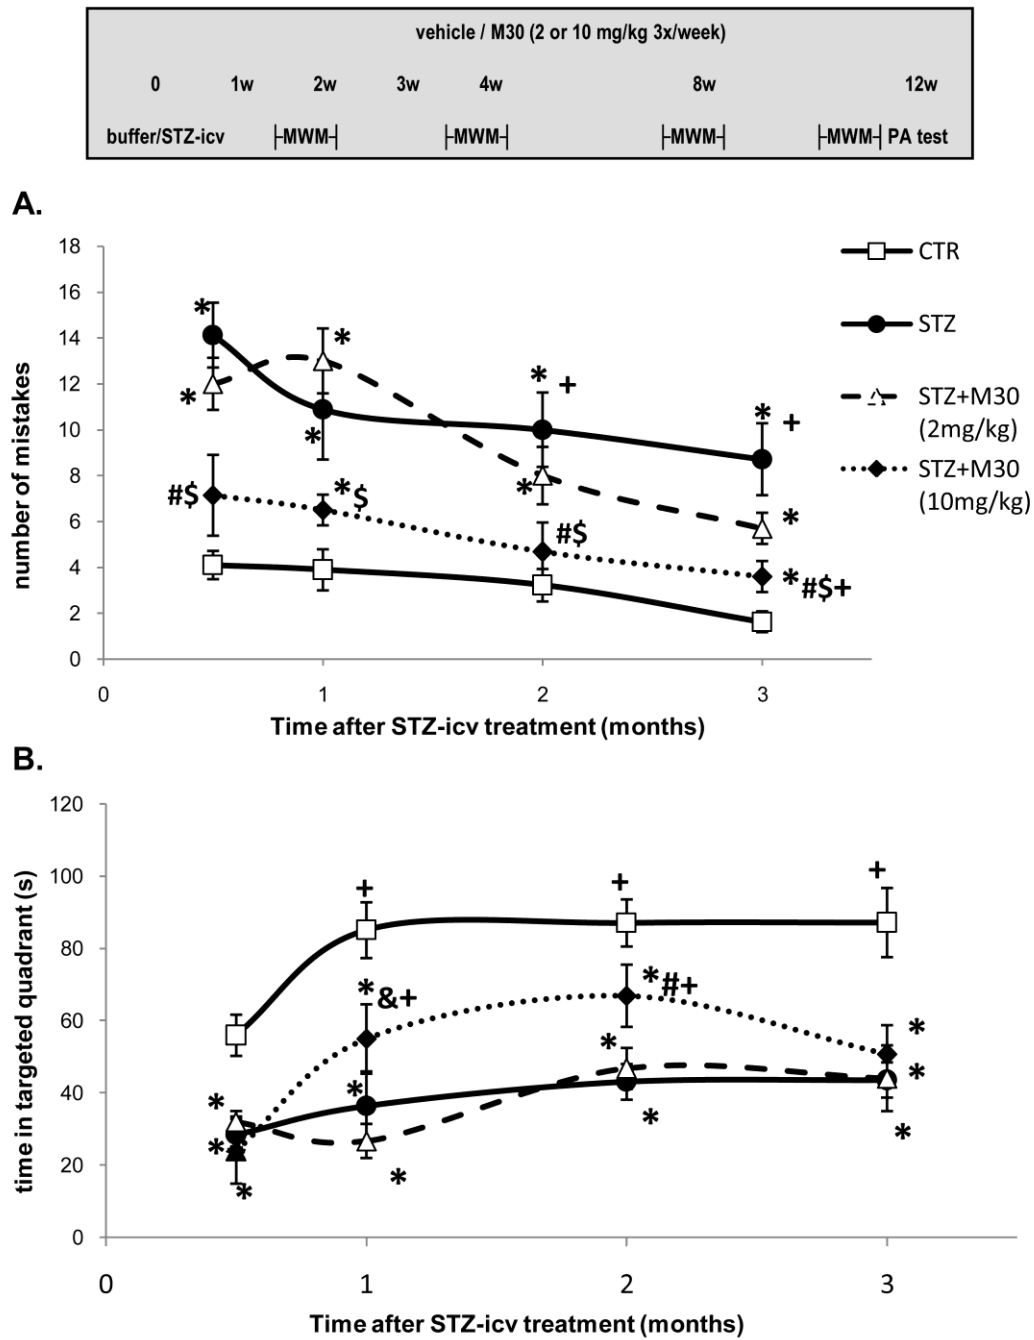 vehicle / M30 (2 or 10 mg/kg 3x/week)
0 1w 2w 3w 4w 8w 12w
buffer/STZ-icv MWM MWM MWM MWM PA test
A.
number of mistakes
18
16
14
12
10
8
6
4
2
0
0 1 2 3
Time after STZ-icv treatment (months)
*
*
*
*
* +
*
* +
*
#$
*$
#$
*#$+
CTR
STZ
STZ+M30
(2mg/kg)
STZ+M30
(10mg/kg)
B.
time in targeted quadrant (s)
120
100
80
60
40
20
0
0 1 2 3
Time after STZ-icv treatment (months)
+
+
+
*&+
*#+
*
*
*
*
*
*
*
*
*
*